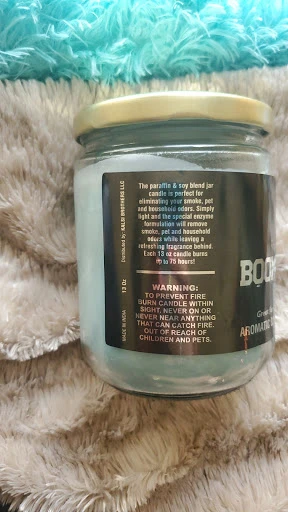 The paraffin & soy blend jar
candle is perfect for
eliminating your smoke, pet
and household odors. Simply
light and the special enzyme
formulation will remove
smoke, pet and household
odors while leaving a
refreshing fragrance behind.
Each 13 oz candle burns
up to 75 hours!
WARNING:
TO PREVENT FIRE
BURN CANDLE WITHIN
SIGHT. NEVER ON OR
NEVER NEAR ANYTHING
THAT CAN CATCH FIRE.
OUT OF REACH OF
CHILDREN AND PETS.
MADE IN INDIA 13 Oz Distributed by: KALSI BROTHERS LLC
Great
AROMATIC